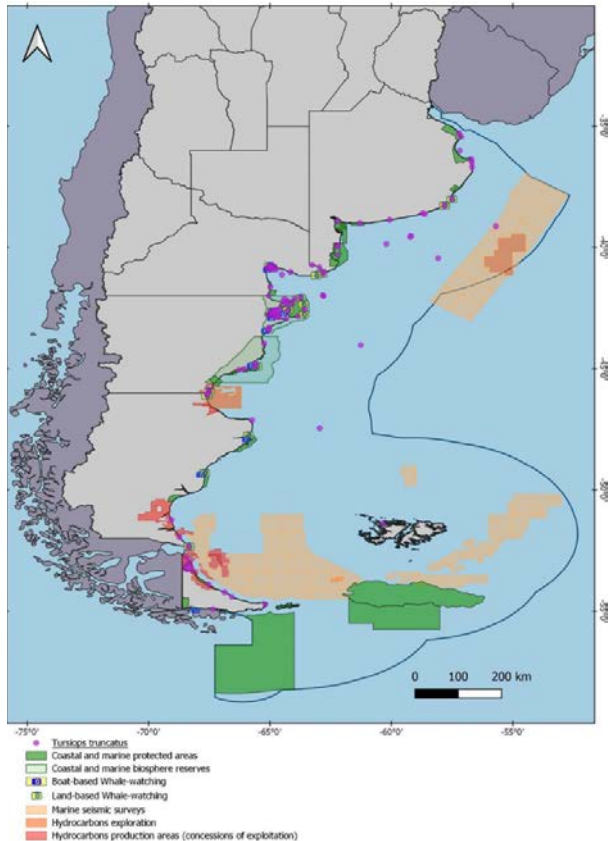 0 100 200 km
-75°0' -70°0' -65°0' -60°0' -55°0'
Tursiops truncatus
Coastal and marine protected areas
Coastal and marine biosphere reserves
Boat-based Whale-watching
Land-based Whale-watching
Marine seismic surveys
Hydrocarbons exploration
Hydrocarbons production areas (concessions of exploitation)